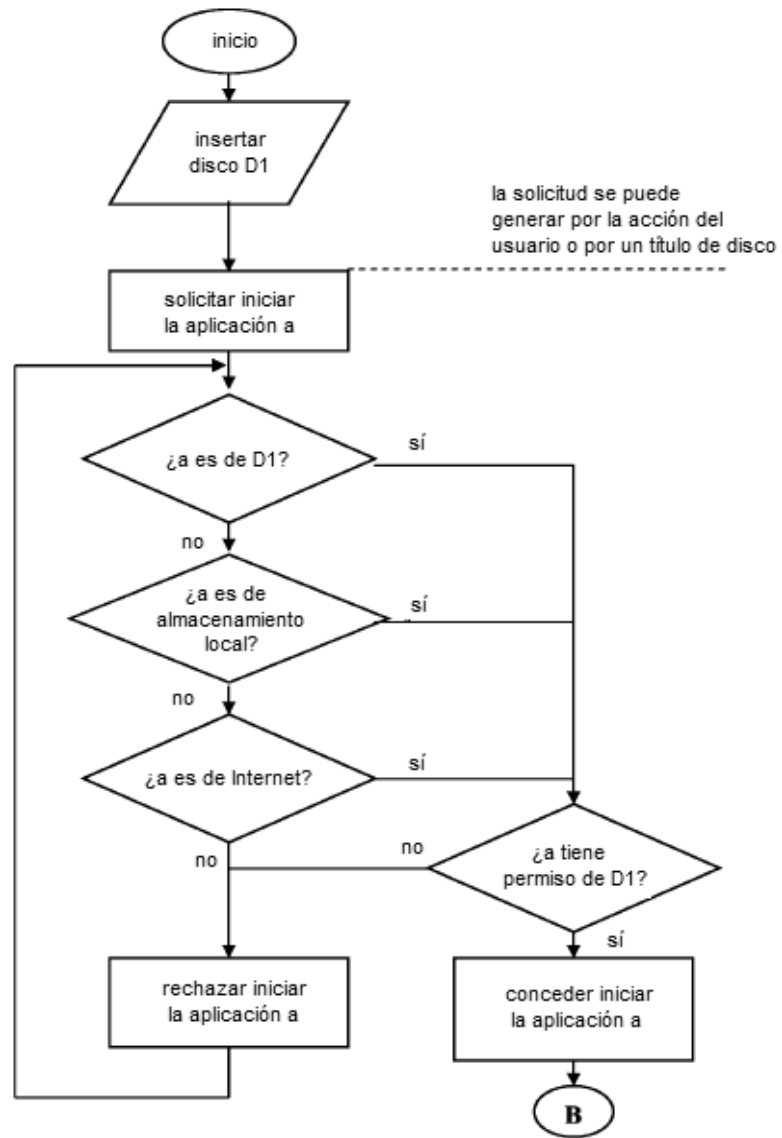 inicio
insertar
disco D1
la solicitud se puede
generar por la acción del
usuario o por un título de disco
solicitar iniciar
la aplicación a
¿a es de D1?
sí
no
¿a es de
almacenamiento
local?
sí
no
¿a es de Internet?
sí
no
no
¿a tiene
permiso de D1?
sí
rechazar iniciar
la aplicación a
conceder iniciar
la aplicación a
B